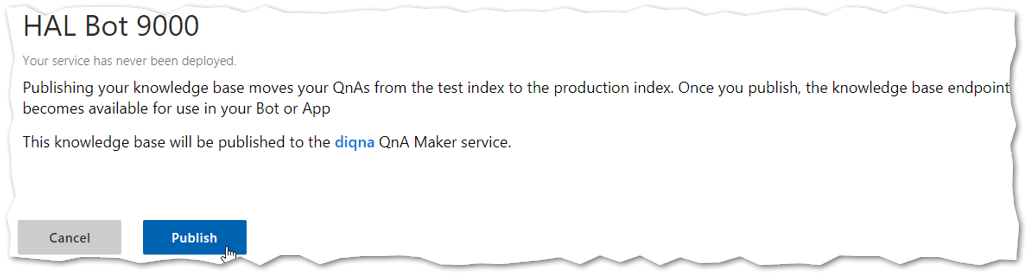 HAL Bot 9000
Your service has never been deployed.
Publishing your knowledge base moves your QnAs from the test index to the production index. Once you publish, the knowledge base endpoint
becomes available for use in your Bot or App
This knowledge base will be published to the diqna QnA Maker service.
Cancel Publish